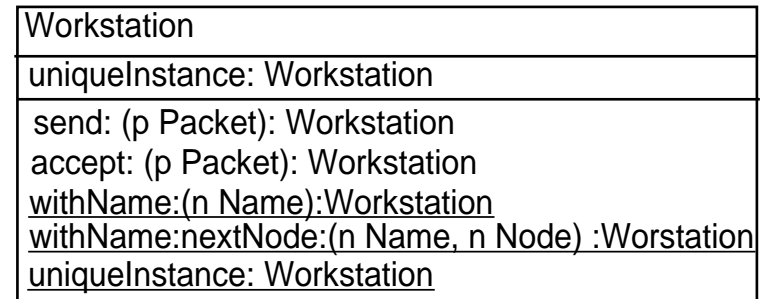 Workstation
uniqueInstance: Workstation
send: (p Packet): Workstation
accept: (p Packet): Workstation
withName:(n Name):Workstation
withName:nextNode:(n Name, n Node) :Worstation
uniqueInstance: Workstation